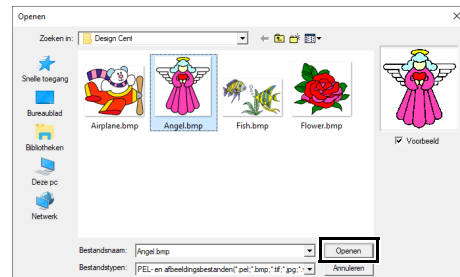 Openen
Zoeken in: Design Cent
Snelle toegang
Bureaublad
Bibliotheken
Deze pc
Netwerk
Airplane.bmp Angel.bmp Fish.bmp Flower.bmp
Voorbeeld
Bestandsnaam: Angel.bmp Openen
Bestandstypen: PEL- en afbeeldingsbestanden(*.pel;*.bmp;*.tif;*.jpg;*. Annuleren